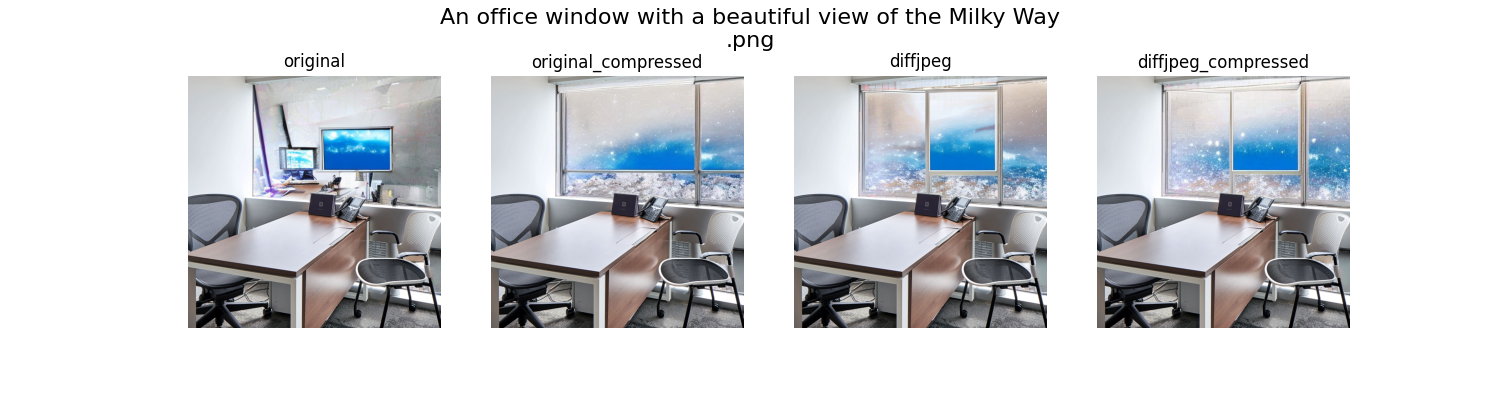 An office window with a beautiful view of the Milky Way
.png
original
original_compressed
diffjpeg
diffjpeg_compressed